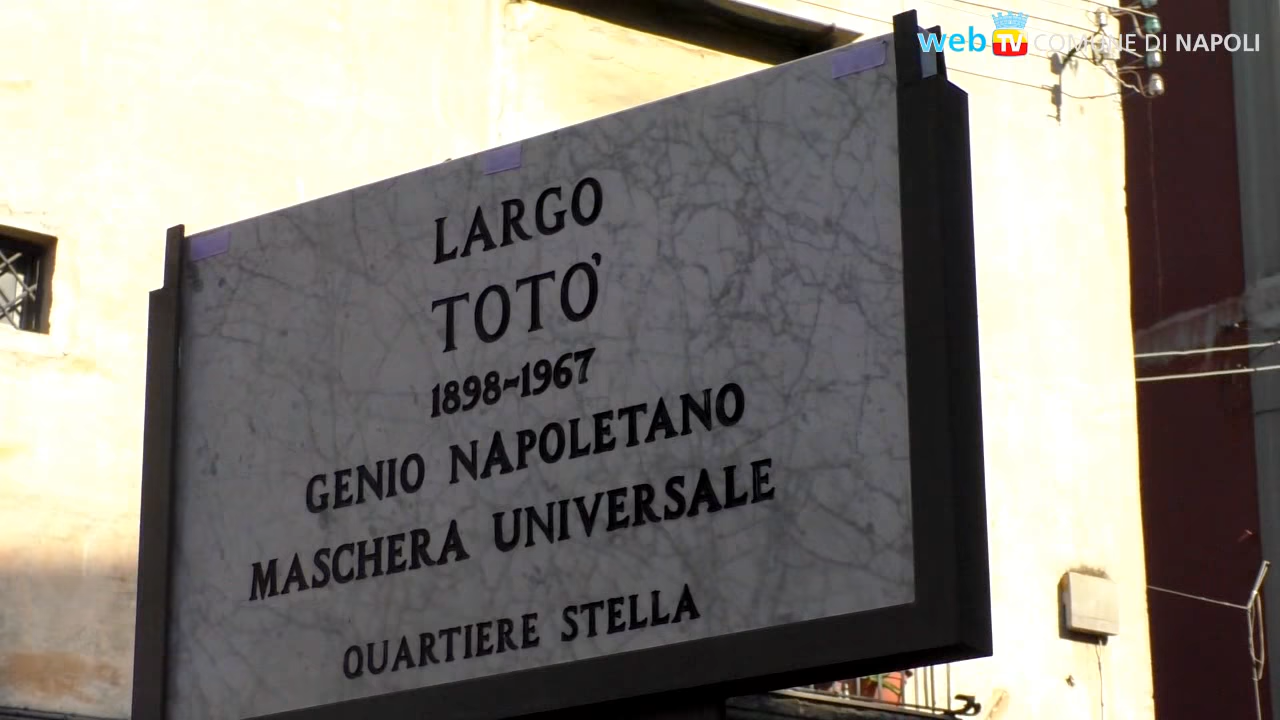 web TV COMUNE DI NAPOLI
LARGO
TOTO'
1898-1967
GENIO NAPOLETANO
MASCHERA UNIVERSALE
QUARTIERE STELLA